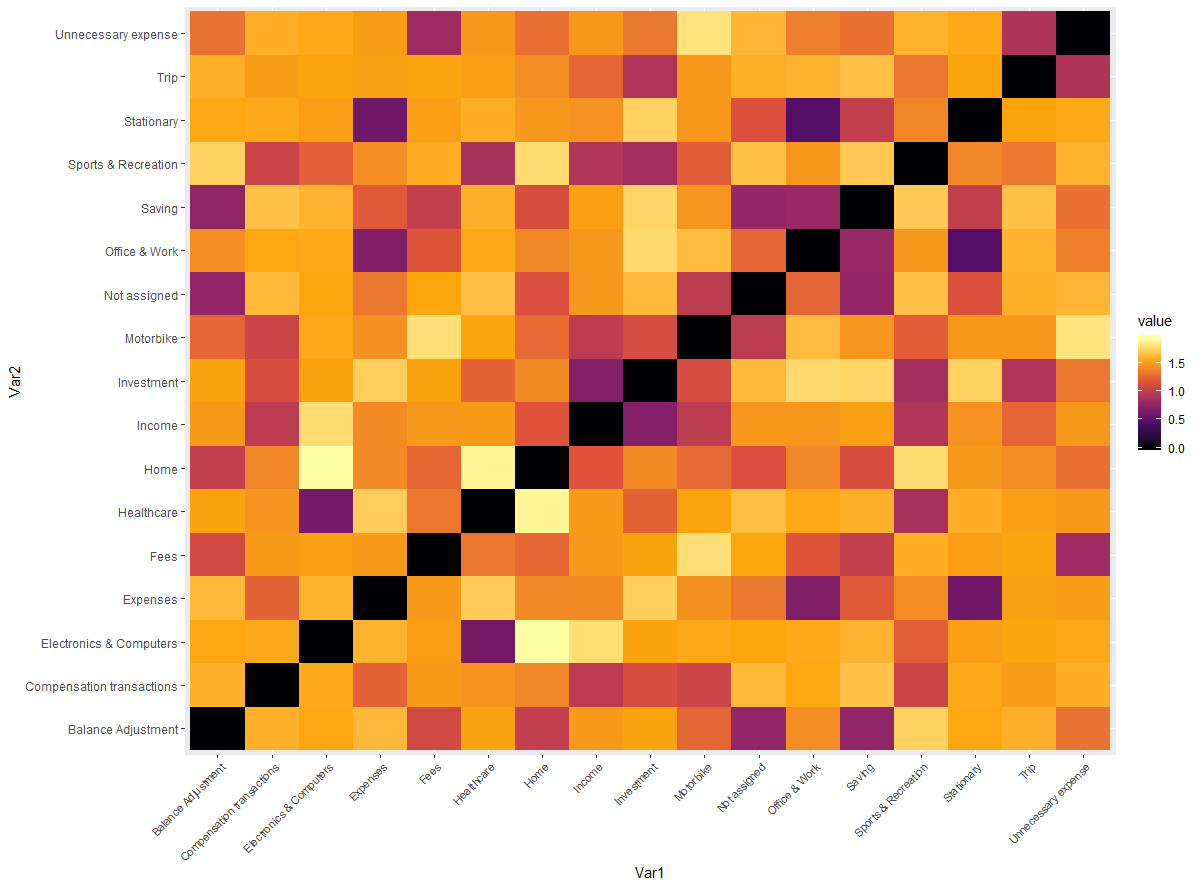 Unnecessary expense
Trip
Stationary
Sports & Recreation
Saving
Office & Work
Not assigned
Motorbike
Investment
Income
Home
Healthcare
Fees
Expenses
Electronics & Computers
Compensation transactions
Balance Adjustment
Var2
Balance Adjustment
Compensation transactions
Electronics & Computers
Expenses
Fees
Healthcare
Home
Income
Investment
Motorbike
Not assigned
Office & Work
Saving
Sports & Recreation
Stationary
Trip
Unnecessary expense
Var1
value
1.5
1.0
0.5
0.0